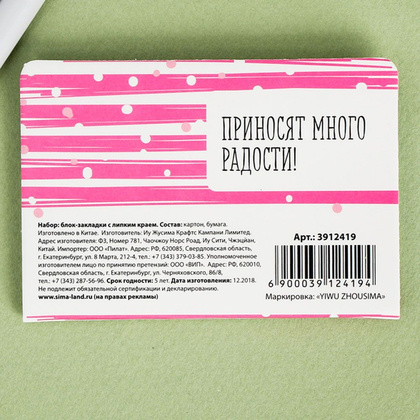 ПРИНОСЯТ МНОГО
РАДОСТИ!
Набор: блок-закладки с липким краем. Состав: картон, бумага.
Изготовлено в Китае. Изготовитель: Иу Жусима Крафтс Кампани Лимитед.
Адрес изготовителя: Ф3, Номер 781, Чаочжоу Норс Роад, Иу Сити, Чжэцзян,
Китай. Импортер: «Пилат». Адрес: РФ, 620085, Свердловская область,
г. Екатеринбург, ул. 8 Марта, 212-4, тел.: +7 (343) 379-03-85. Уполномоченное
изготовителем лицо по принятию претензий: ООО «ВИП». Адрес: РФ, 620010,
Свердловская область, г. Екатеринбург, ул. Черняховского, 86/8,
тел.: +7 (343) 287-56-96. Срок годности: 5 лет. Дата изготовления: 12.2018.
Не подлежит обязательной сертификации и декларированию.
www.sima-land.ru (на правах рекламы)
Арт.: 3912419
6 900039 124194
Маркировка: «YIWU ZHOUSIMA»